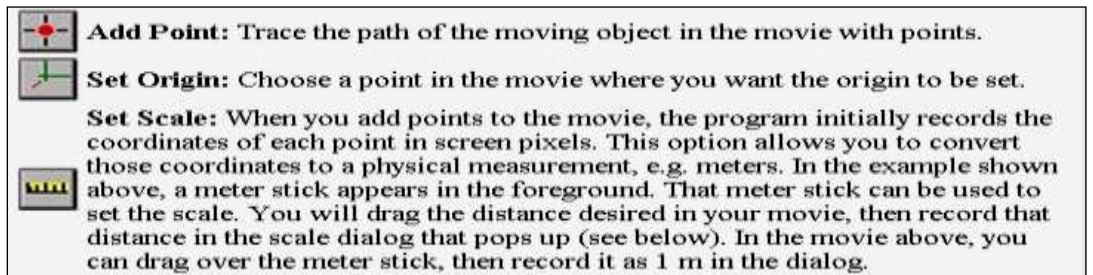 Add Point: Trace the path of the moving object in the movie with points.
Set Origin: Choose a point in the movie where you want the origin to be set.
Set Scale: When you add points to the movie, the program initially records the
coordinates of each point in screen pixels. This option allows you to convert
those coordinates to a physical measurement, e.g. meters. In the example shown
above, a meter stick appears in the foreground. That meter stick can be used to
set the scale. You will drag the distance desired in your movie, then record that
distance in the scale dialog that pops up (see below). In the movie above, you
can drag over the meter stick, then record it as 1 m in the dialog.